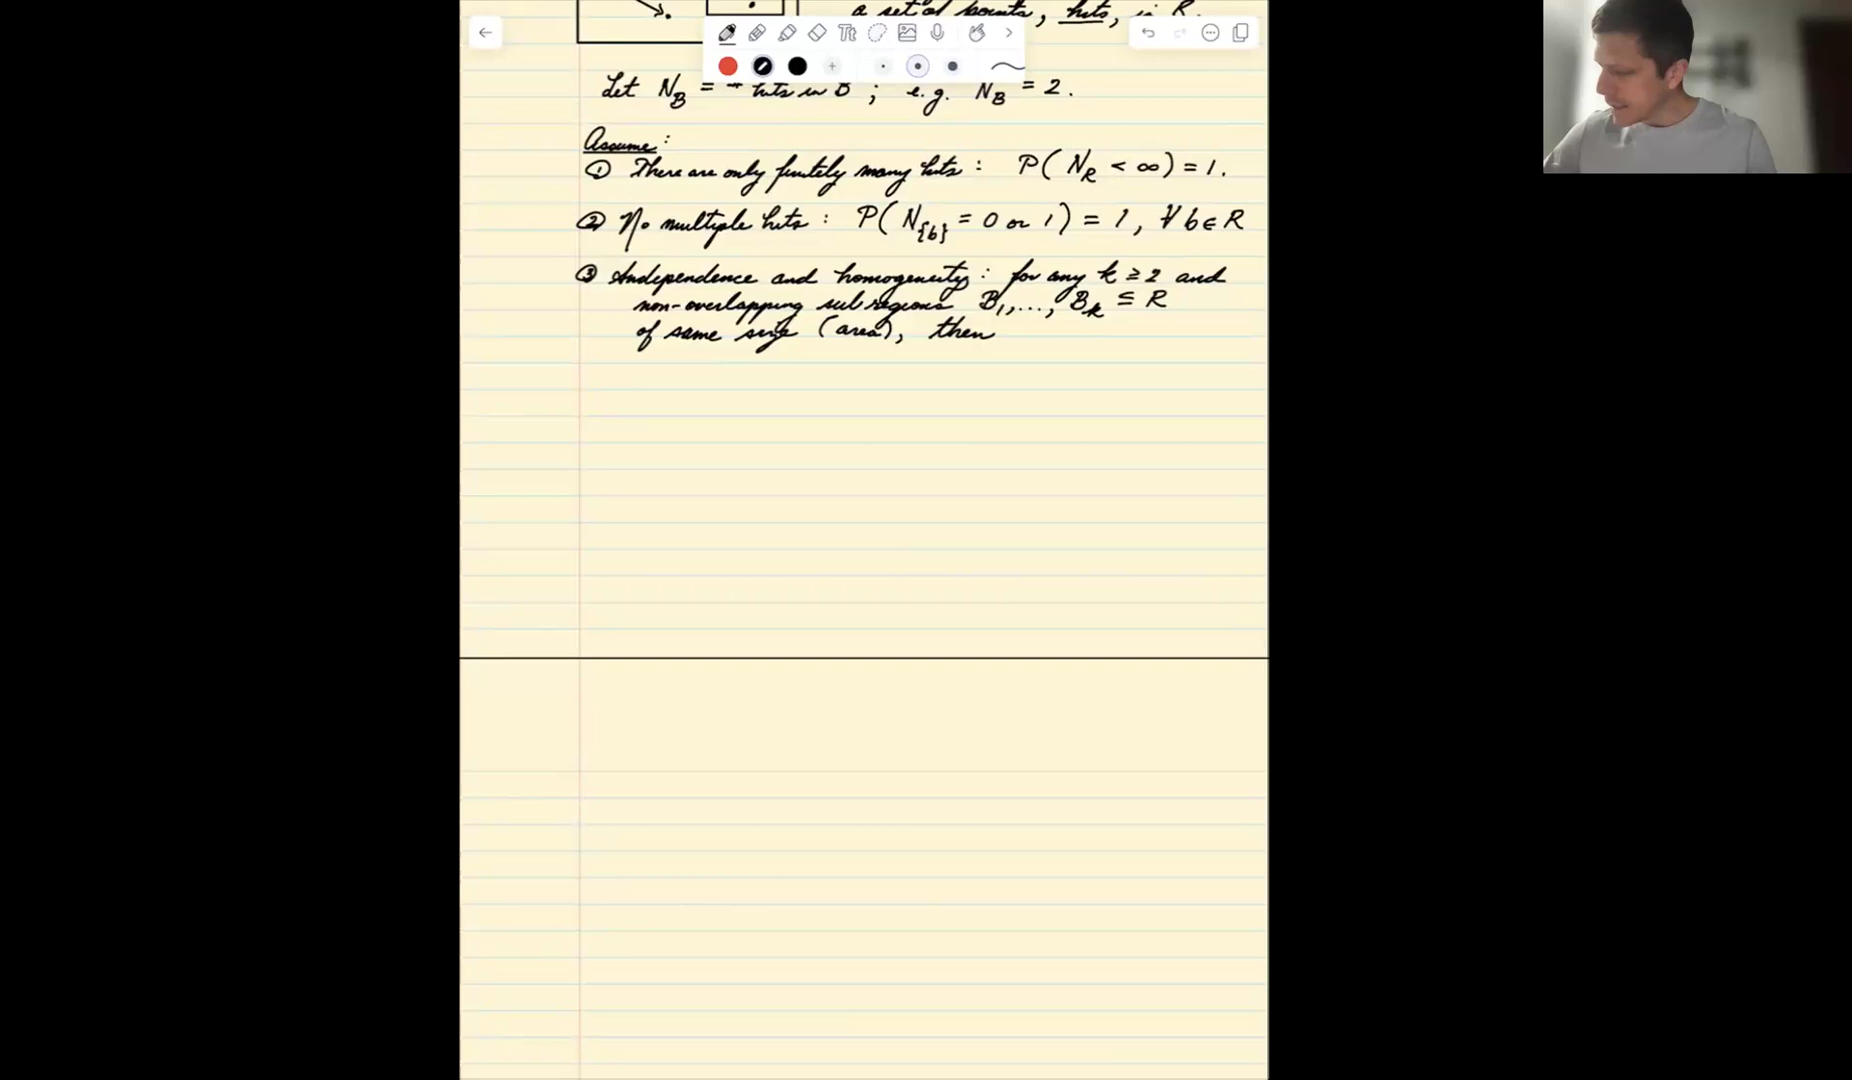 a set of points, hits, in R.
Tt
Let N_B = # hits in B ; e.g. N_B = 2.
Assume:
① There are only finitely many hits : P( N_R < ∞ ) = 1.
② No multiple hits : P( N_{b} = 0 or 1 ) = 1, ∀ b ∈ R
③ Independence and homogeneity : for any k ≥ 2 and
non-overlapping subregions B_1, ..., B_k ⊆ R
of same size (area), then